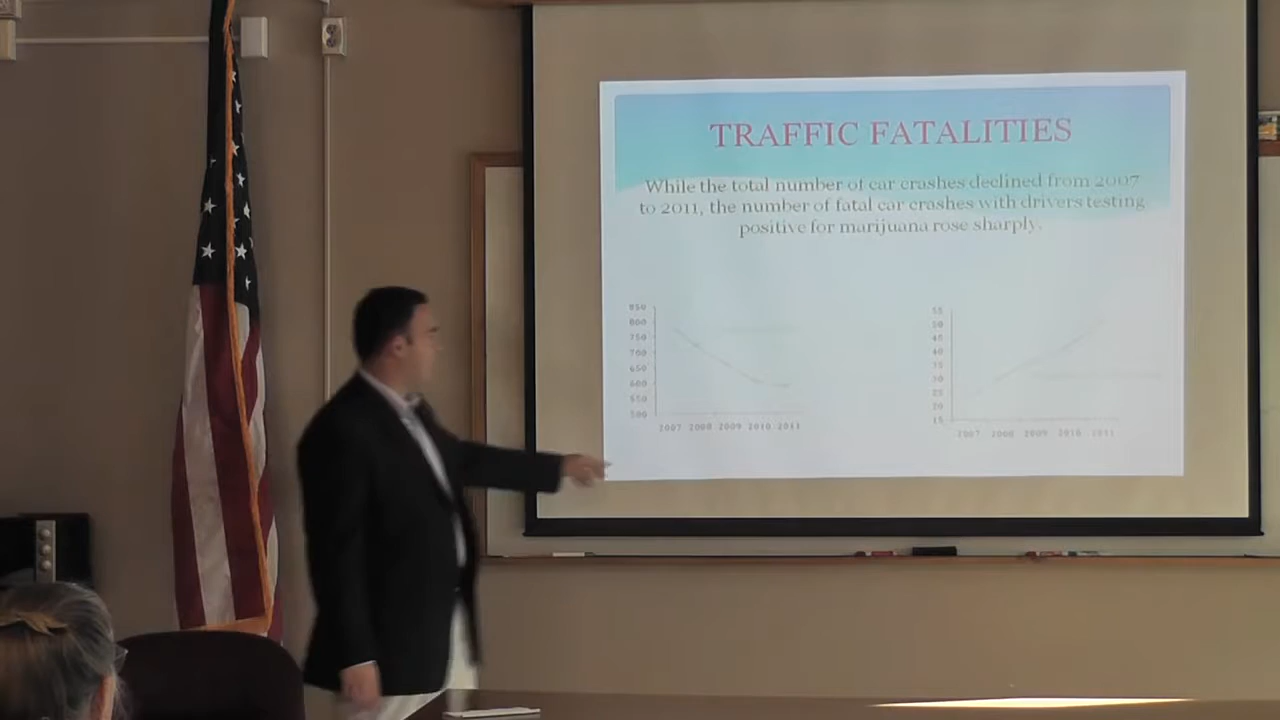 TRAFFIC FATALITIES
While the total number of car crashes declined from 2007
to 2011, the number of fatal car crashes with drivers testing
positive for marijuana rose sharply.
850
800
750
700
650
600
550
500
2007 2008 2009 2010 2011
55
50
45
40
35
30
25
20
15
2007 2008 2009 2010 2011